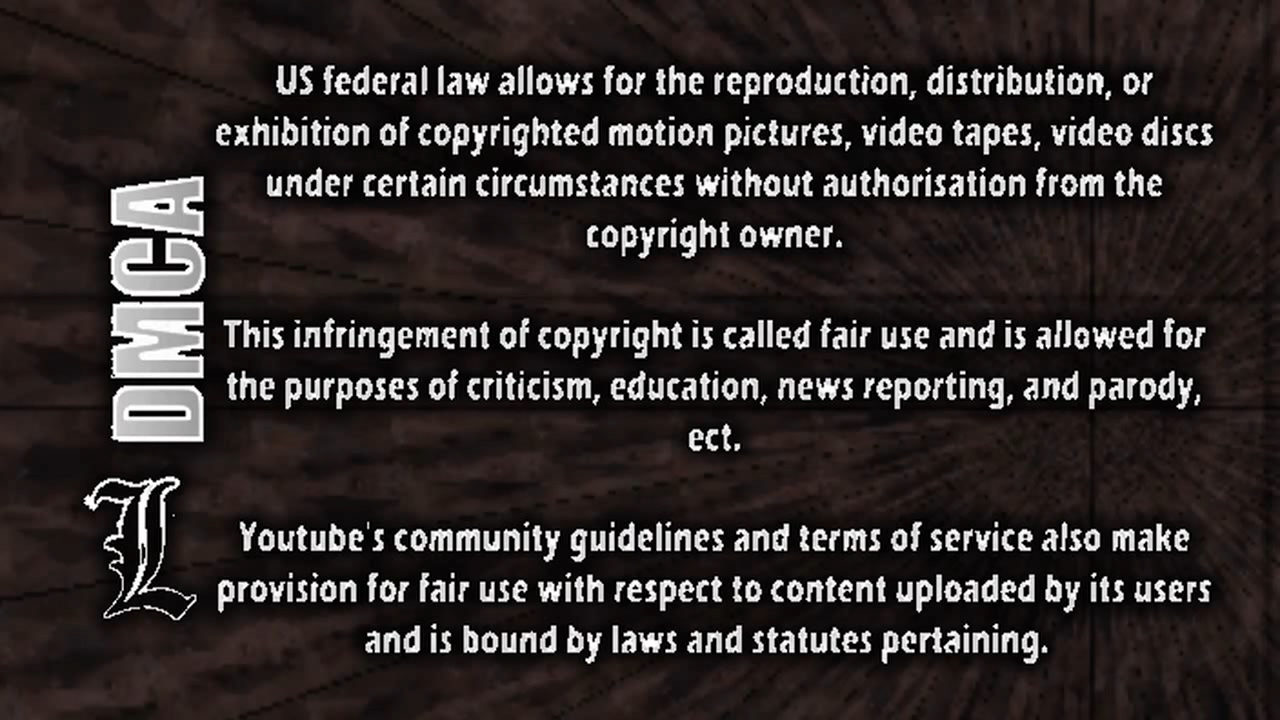 US federal law allows for the reproduction, distribution, or
exhibition of copyrighted motion pictures, video tapes, video discs
under certain circumstances without authorisation from the
copyright owner.
This infringement of copyright is called fair use and is allowed for
the purposes of criticism, education, news reporting, and parody,
ect.
Youtube's community guidelines and terms of service also make
provision for fair use with respect to content uploaded by its users
and is bound by laws and statutes pertaining.
DMCA
L